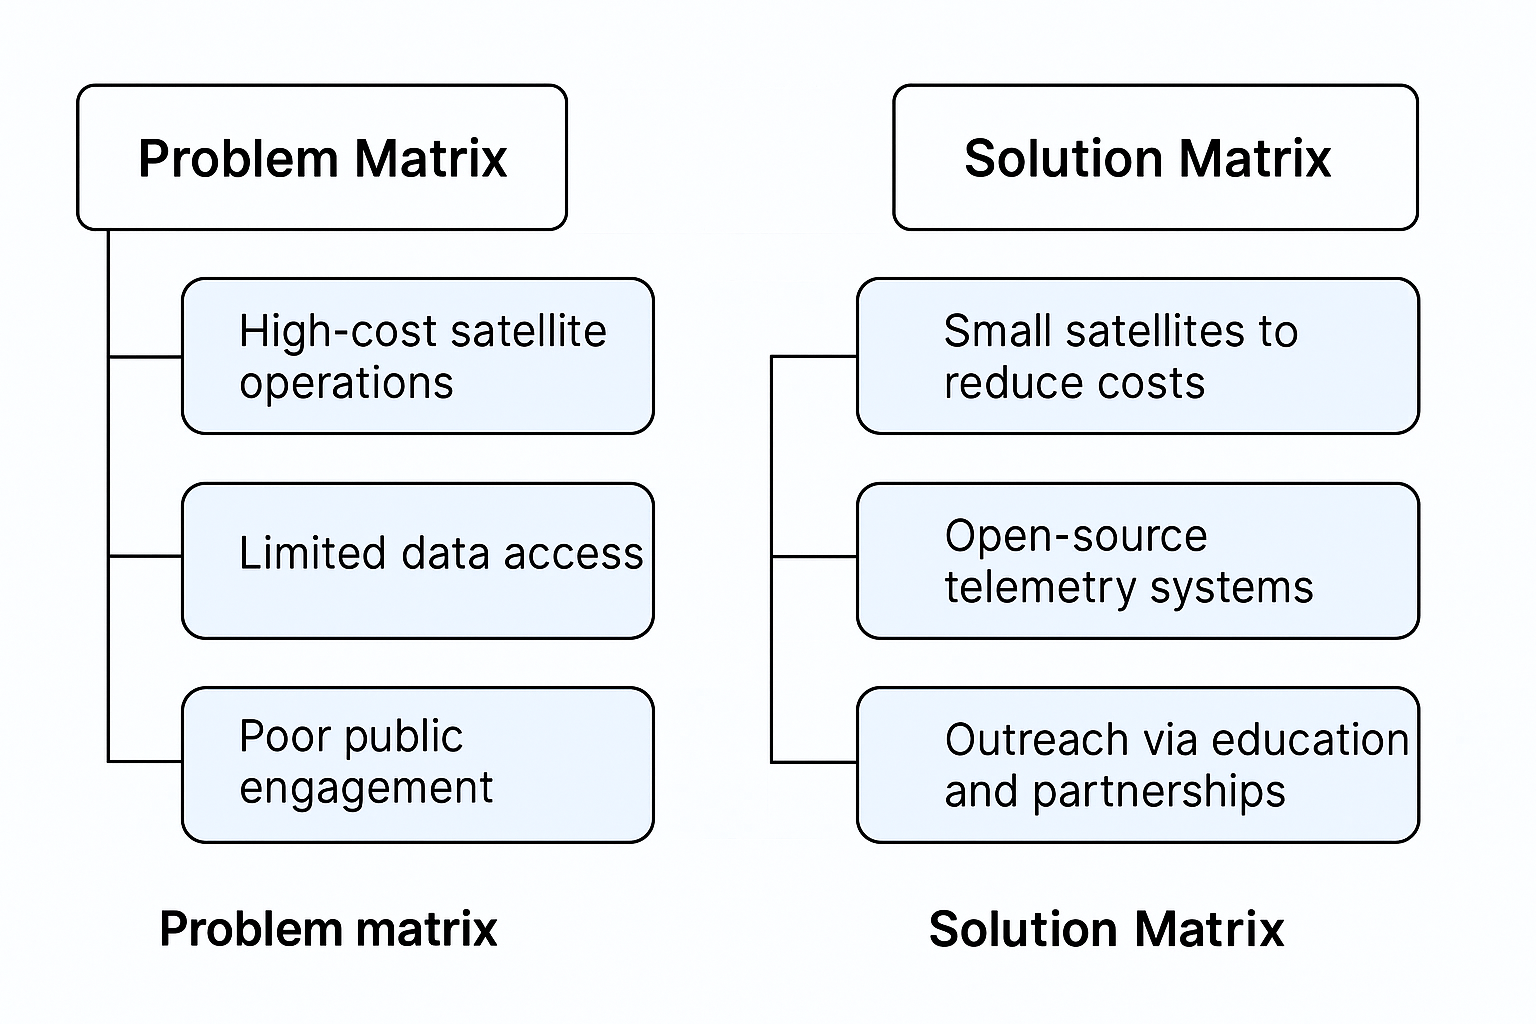 Problem Matrix
High-cost satellite
operations
Limited data access
Poor public
engagement
Problem matrix
Solution Matrix
Small satellites to
reduce costs
Open-source
telemetry systems
Outreach via education
and partnerships
Solution Matrix